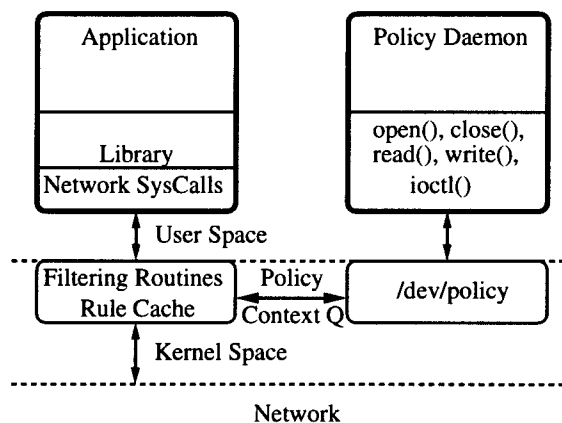 Application
Library
Network SysCalls
Policy Daemon
open(), close(),
read(), write(),
ioctl()
User Space
Filtering Routines
Rule Cache
Policy
Context Q
/dev/policy
Kernel Space
Network